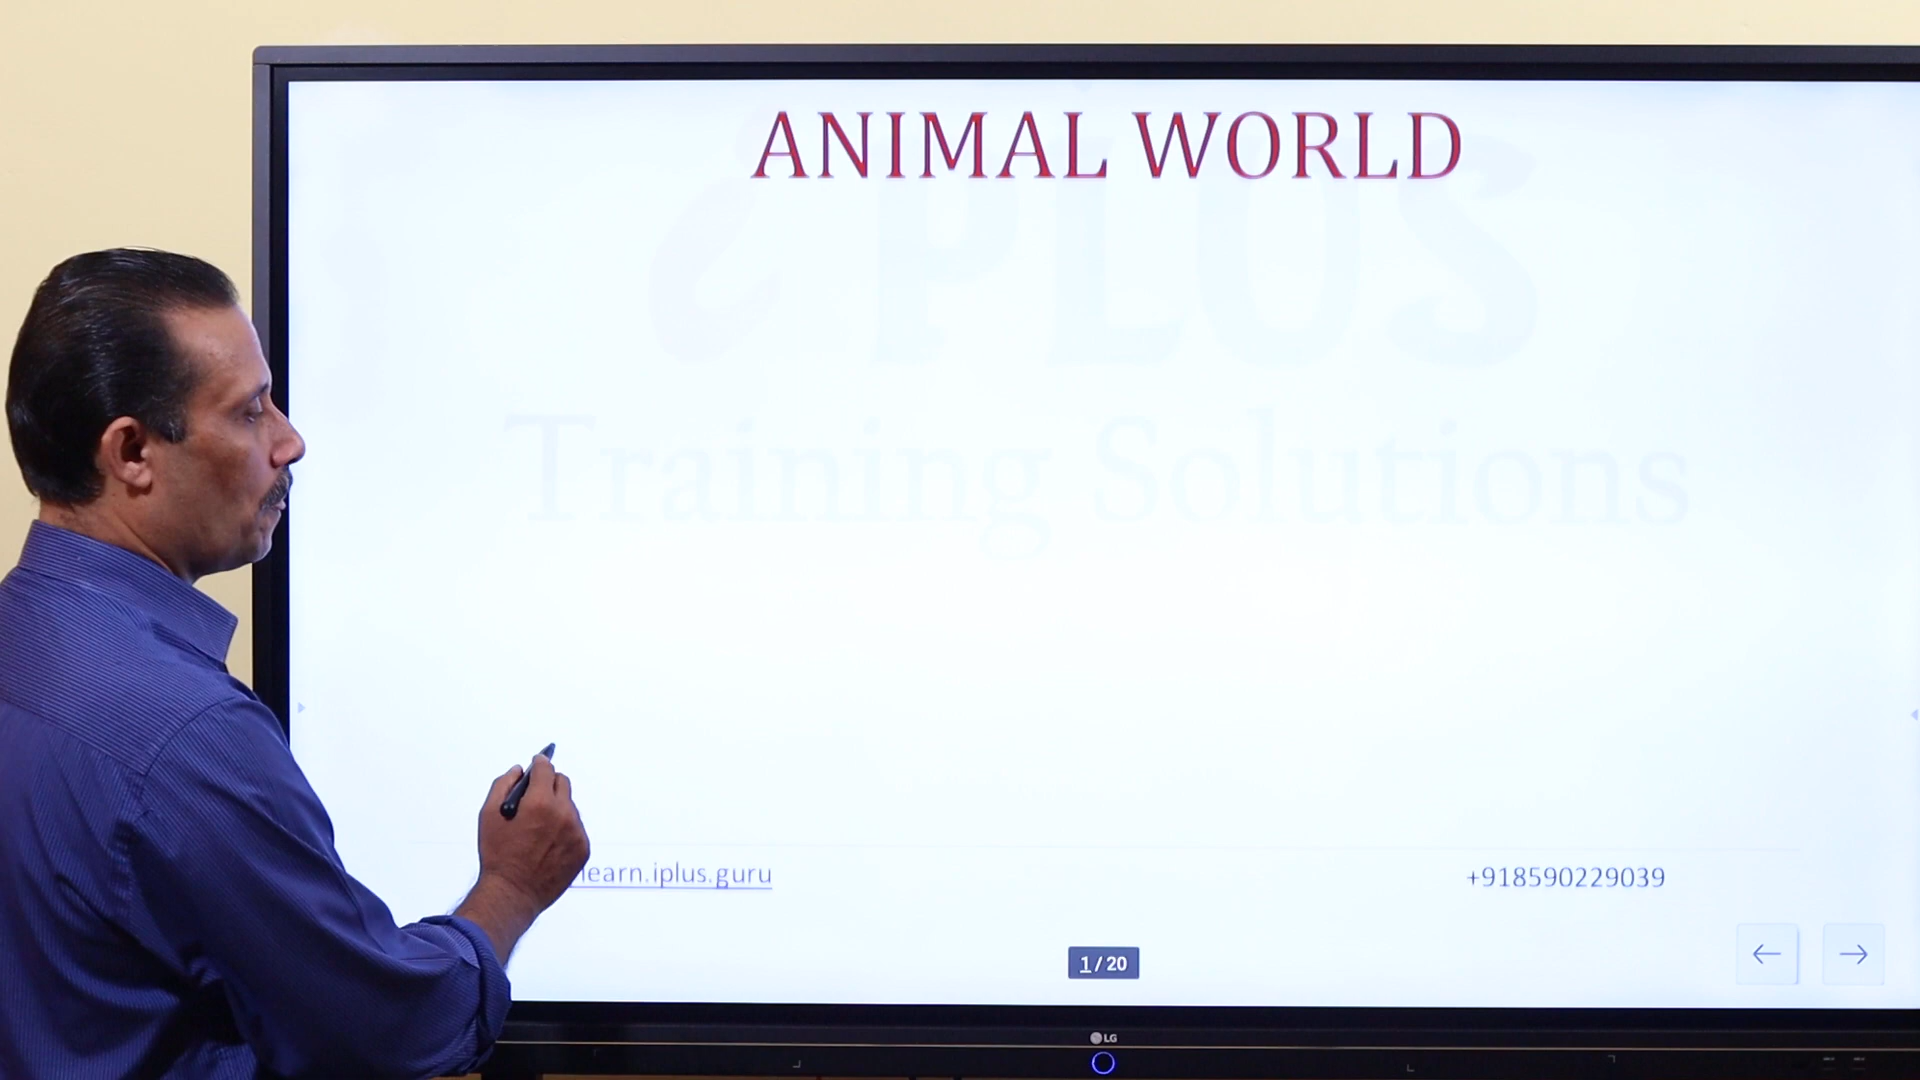 ANIMAL WORLD
iPLUS
Training Solutions
learn.iplus.guru
+918590229039
1 / 20
LG